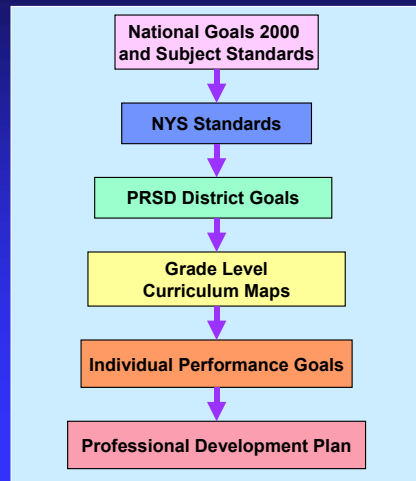 National Goals 2000
and Subject Standards
NYS Standards
PRSD District Goals
Grade Level
Curriculum Maps
Individual Performance Goals
Professional Development Plan